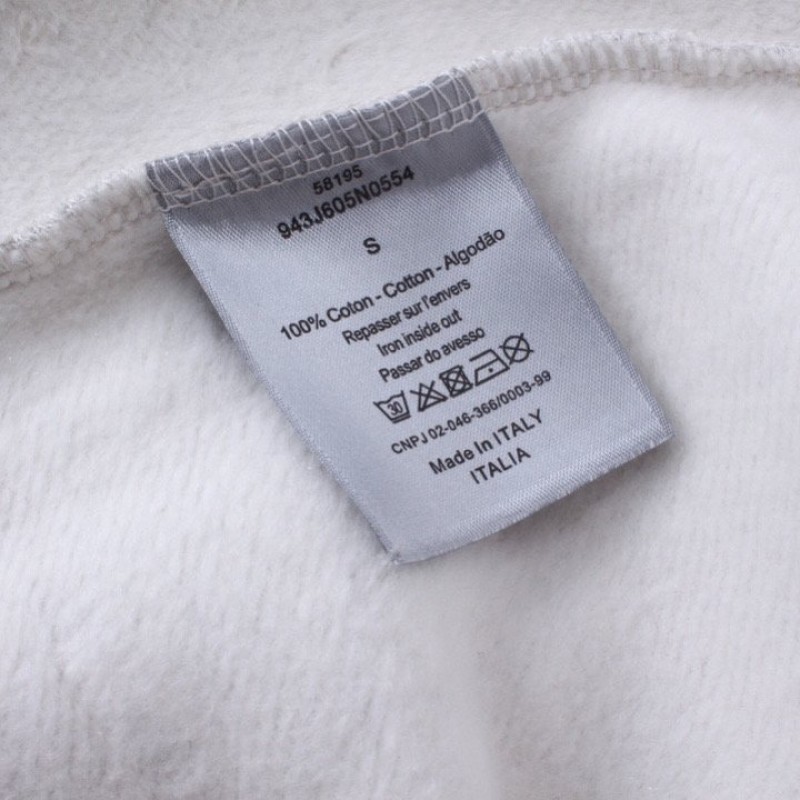 58195
943J605N0554
S
100% Coton - Cotton - Algodão
Repasser sur l'envers
Iron inside out
Passar do avesso
30
CNPJ 02-046-366/0003-99
Made In ITALY
ITALIA